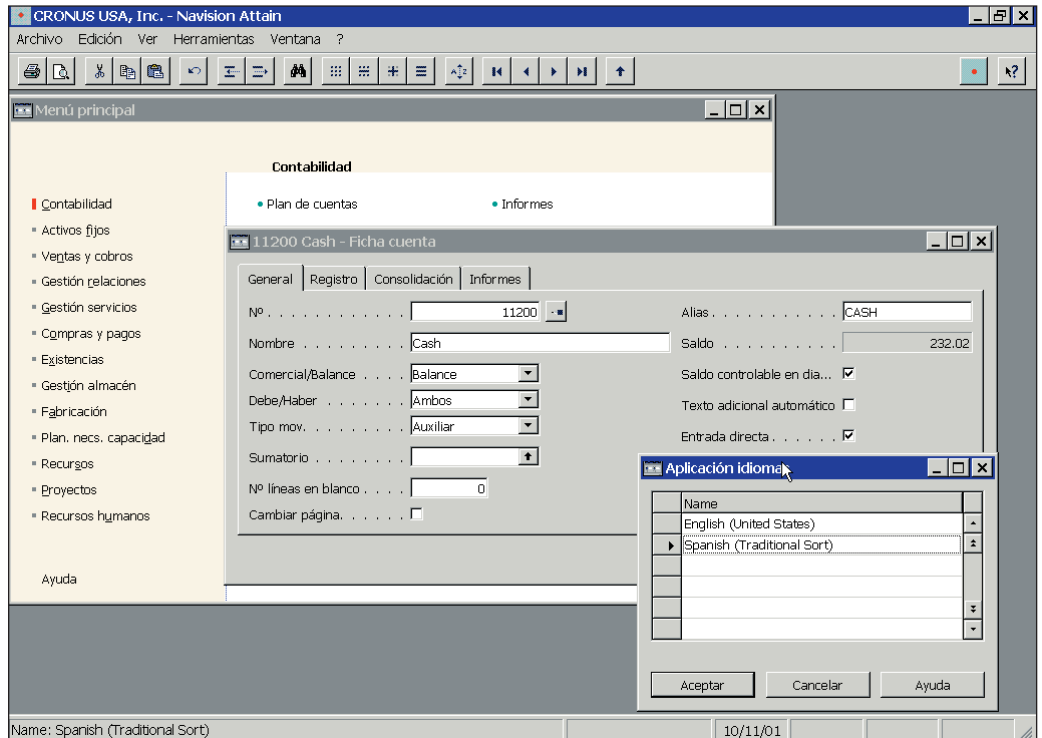 CRONUS USA, Inc. - Navision Attain
Archivo Edición Ver Herramientas Ventana ?
Menú principal
Contabilidad
Contabilidad
Activos fijos
Ventas y cobros
Gestión relaciones
Gestión servicios
Compras y pagos
Existencias
Gestión almacén
Fabricación
Plan. necs. capacidad
Recursos
Proyectos
Recursos humanos
Ayuda
Plan de cuentas Informes
11200 Cash - Ficha cuenta
General Registro Consolidación Informes
Nº. . . . . . . . . . . . . 11200
Nombre . . . . . . . . . Cash
Comercial/Balance . . . . Balance
Debe/Haber . . . . . . . Ambos
Tipo mov. . . . . . . . . Auxiliar
Sumatorio . . . . . . . .
Nº líneas en blanco . . . . 0
Cambiar página. . . . . .
Alias. . . . . . . . . . . CASH
Saldo . . . . . . . . . . 232.02
Saldo controlable en dia...
Texto adicional automático
Entrada directa. . . . . .
Aplicación idiomas
Name
English (United States)
Spanish (Traditional Sort)
Aceptar Cancelar Ayuda
Name: Spanish (Traditional Sort) 10/11/01